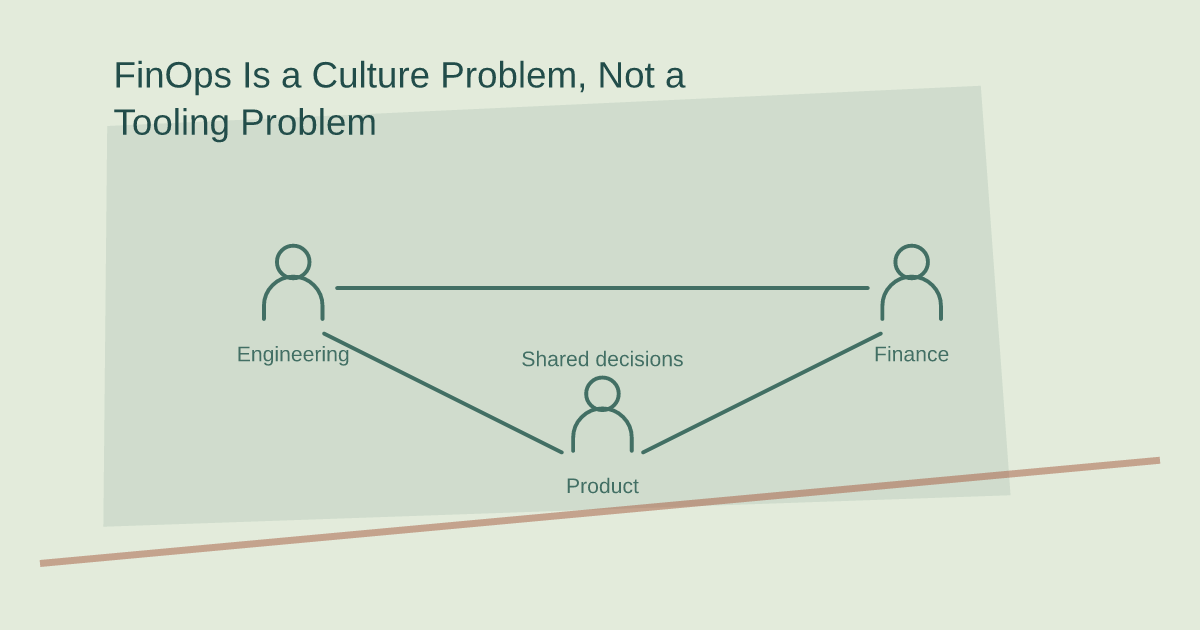 FinOps Is a Culture Problem, Not a
Tooling Problem
Engineering
Shared decisions
Finance
Product